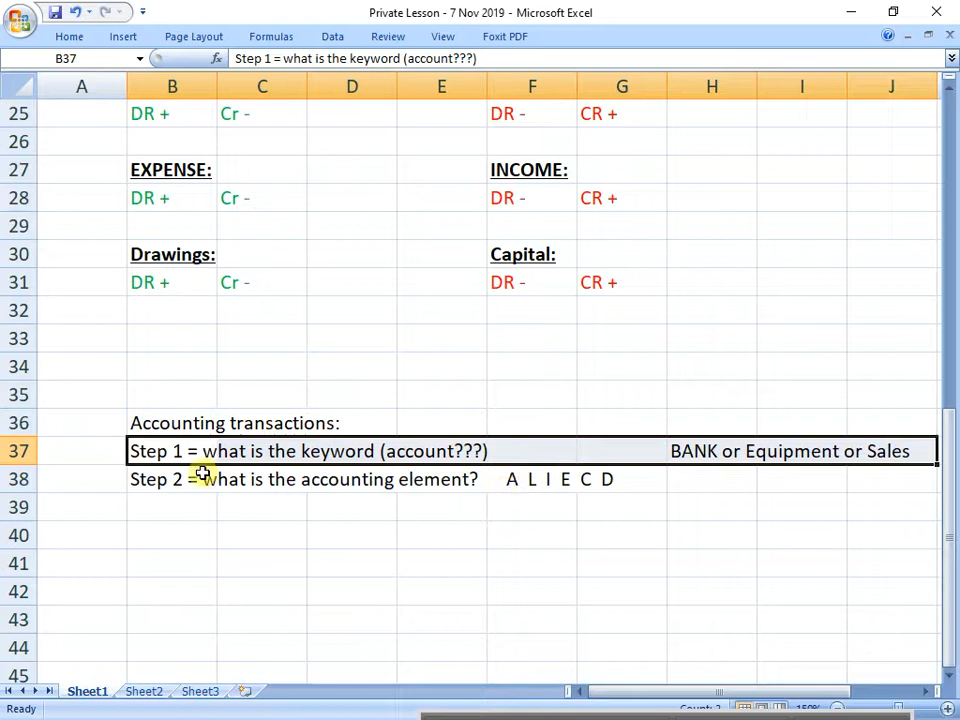 Private Lesson - 7 Nov 2019 - Microsoft Excel
Home Insert Page Layout Formulas Data Review View Foxit PDF
B37 fx Step 1 = what is the keyword (account???)
A B C D E F G H I J
25 DR + Cr - DR - CR +
26
27 EXPENSE: INCOME:
28 DR + Cr - DR - CR +
29
30 Drawings: Capital:
31 DR + Cr - DR - CR +
32
33
34
35
36 Accounting transactions:
37 Step 1 = what is the keyword (account???) BANK or Equipment or Sales
38 Step 2 = what is the accounting element? A L I E C D
39
40
41
42
43
44
45
Sheet1 Sheet2 Sheet3
Ready Count: 2 150%